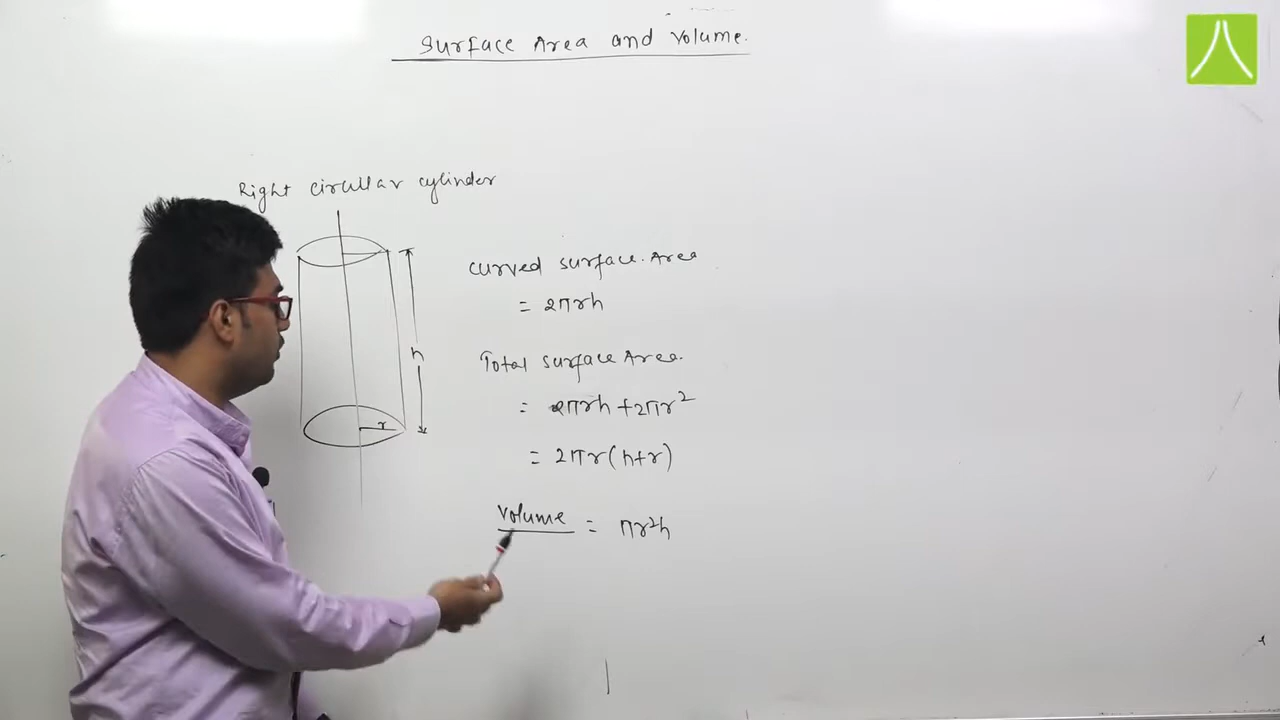 Surface Area and Volume.
Right circular cylinder
h
r
Curved surface Area
= 2πrh
Total surface Area.
= 2πrh + 2πr²
= 2πr(h+r)
Volume = πr²h